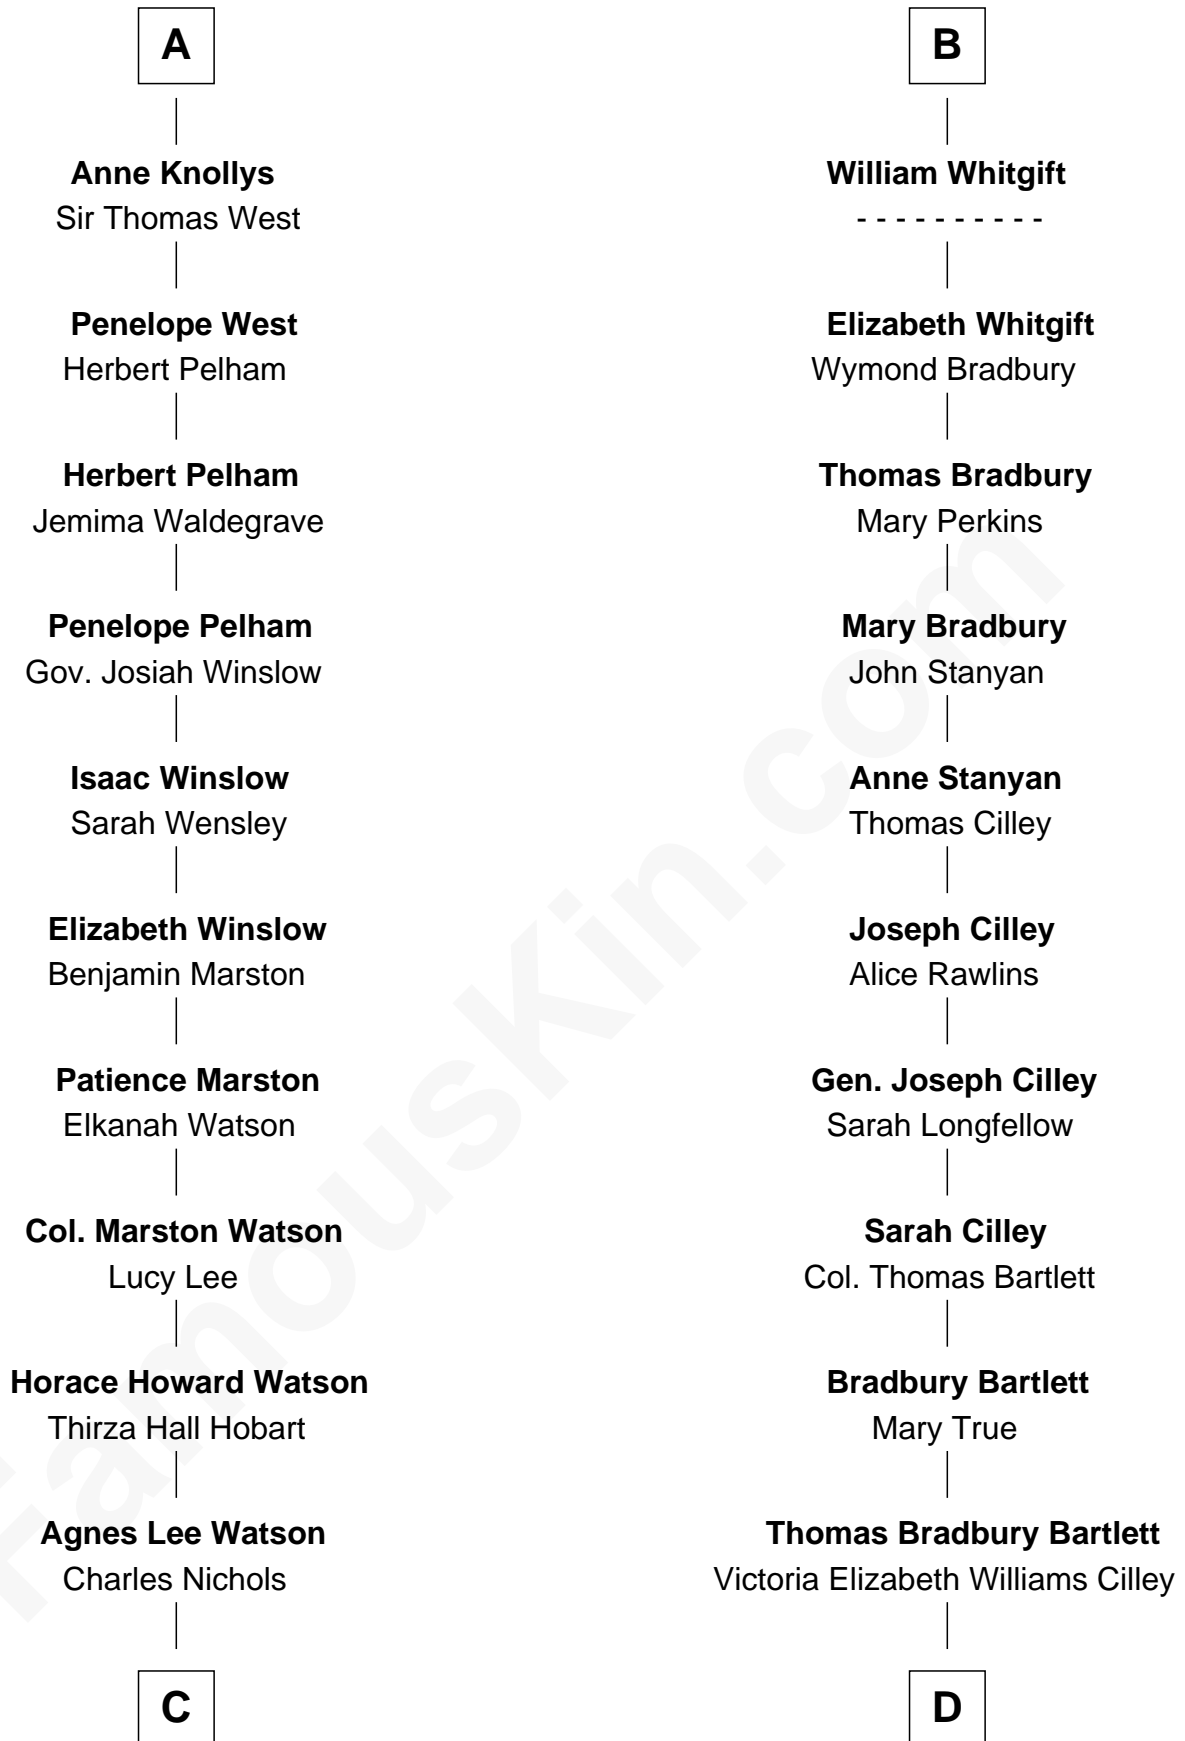 A
Anne Knollys
Sir Thomas West
Penelope West
Herbert Pelham
Herbert Pelham
Jemima Waldegrave
Penelope Pelham
Gov. Josiah Winslow
Isaac Winslow
Sarah Wensley
Elizabeth Winslow
Benjamin Marston
Patience Marston
Elkanah Watson
Col. Marston Watson
Lucy Lee
Horace Howard Watson
Thirza Hall Hobart
Agnes Lee Watson
Charles Nichols
C
B
William Whitgift
- - - - - - - - - -
Elizabeth Whitgift
Wymond Bradbury
Thomas Bradbury
Mary Perkins
Mary Bradbury
John Stanyan
Anne Stanyan
Thomas Cilley
Joseph Cilley
Alice Rawlins
Gen. Joseph Cilley
Sarah Longfellow
Sarah Cilley
Col. Thomas Bartlett
Bradbury Bartlett
Mary True
Thomas Bradbury Bartlett
Victoria Elizabeth Williams Cilley
D
FamousKin.com